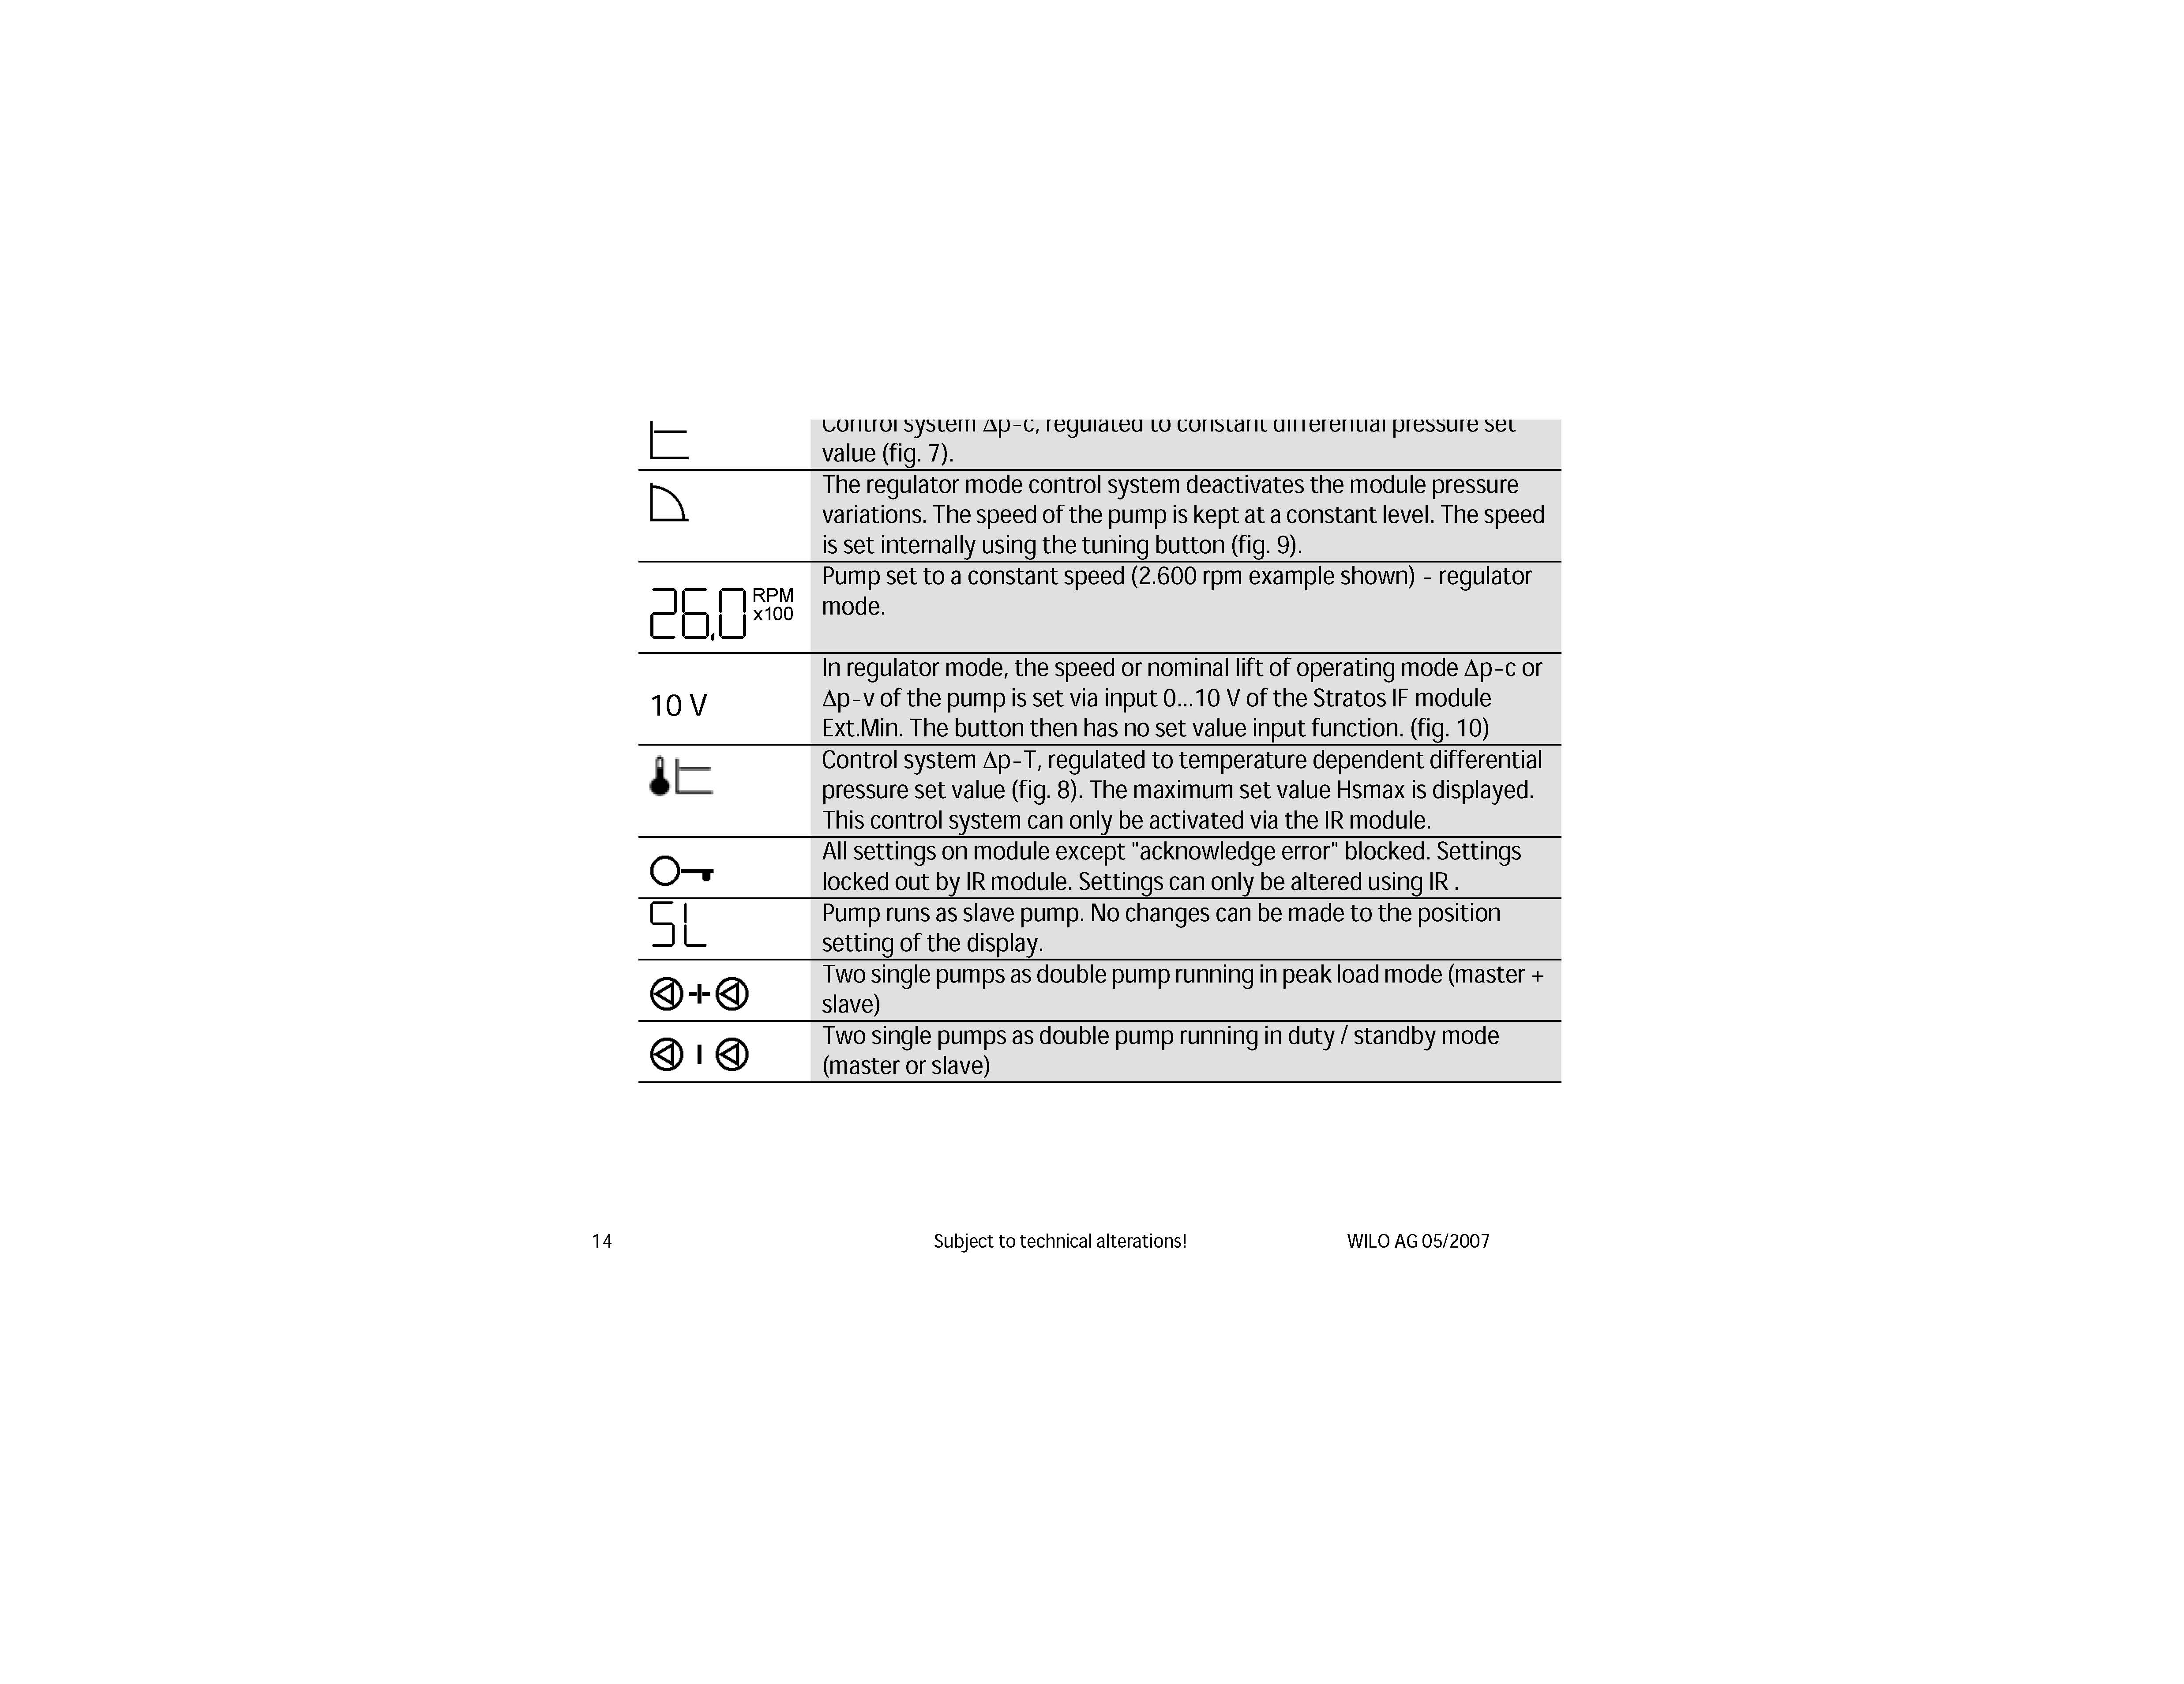 Control system Δp-c, regulated to constant differential pressure set
value (fig. 7).
The regulator mode control system deactivates the module pressure
variations. The speed of the pump is kept at a constant level. The speed
is set internally using the tuning button (fig. 9).
26.0 RPM
x100
Pump set to a constant speed (2.600 rpm example shown) - regulator
mode.
10 V
In regulator mode, the speed or nominal lift of operating mode Δp-c or
Δp-v of the pump is set via input 0...10 V of the Stratos IF module
Ext.Min. The button then has no set value input function. (fig. 10)
Control system Δp-T, regulated to temperature dependent differential
pressure set value (fig. 8). The maximum set value Hsmax is displayed.
This control system can only be activated via the IR module.
All settings on module except "acknowledge error" blocked. Settings
locked out by IR module. Settings can only be altered using IR .
SL
Pump runs as slave pump. No changes can be made to the position
setting of the display.
Two single pumps as double pump running in peak load mode (master +
slave)
Two single pumps as double pump running in duty / standby mode
(master or slave)
14 Subject to technical alterations! WILO AG 05/2007